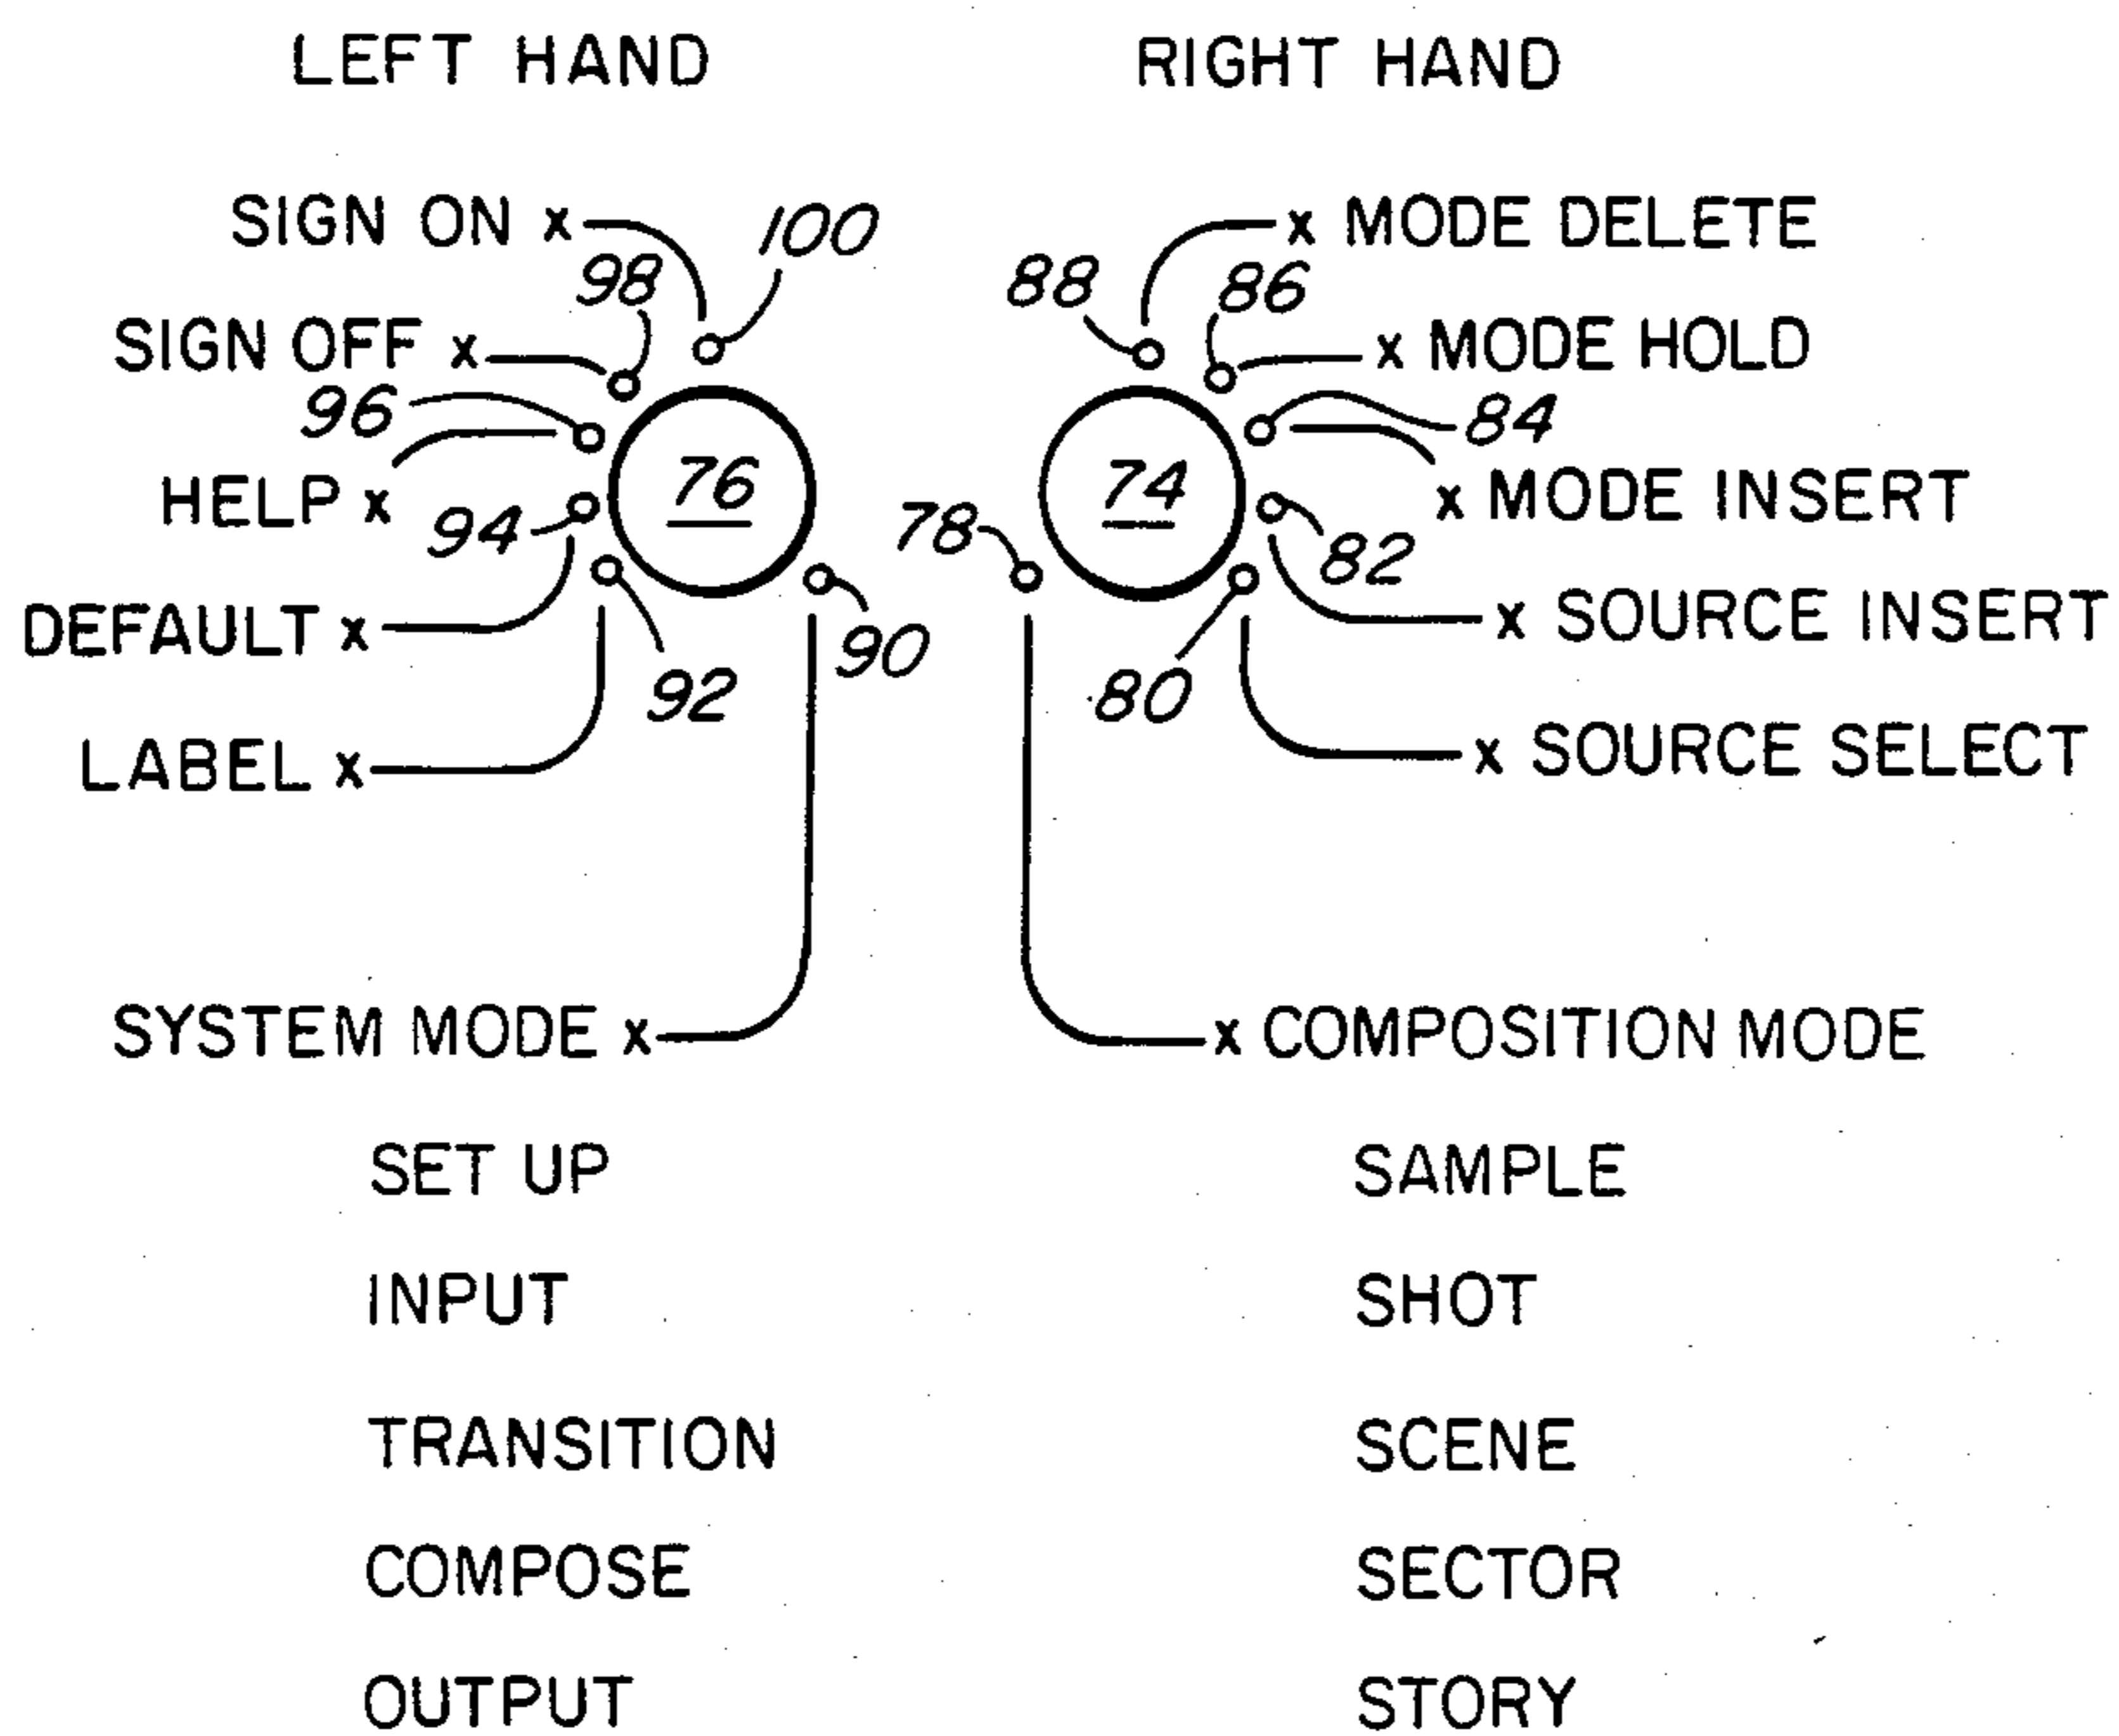 LEFT HAND RIGHT HAND
SIGN ON x 100 x MODE DELETE
98 88 86
SIGN OFF x x MODE HOLD
96 84
HELP x 76 74 x MODE INSERT
94 78 82
DEFAULT x 90 x SOURCE INSERT
92 80
LABEL x x SOURCE SELECT
SYSTEM MODE x x COMPOSITION MODE
SET UP SAMPLE
INPUT SHOT
TRANSITION SCENE
COMPOSE SECTOR
OUTPUT STORY